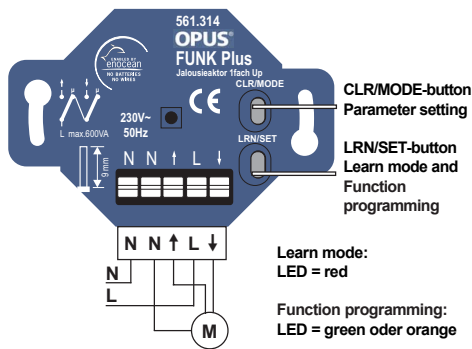 561.314
OPUS®
FUNK Plus
Jalousieaktor 1fach Up
ENABLED BY
enocean
NO BATTERIES
NO WIRES
CLR/MODE
L max.600VA
230V~
50Hz
CE
LRN/SET
9mm
N N ↑ L ↓
N N ↑ L ↓
N
L
M
CLR/MODE-button
Parameter setting
LRN/SET-button
Learn mode and
Function
programming
Learn mode:
LED = red
Function programming:
LED = green oder orange